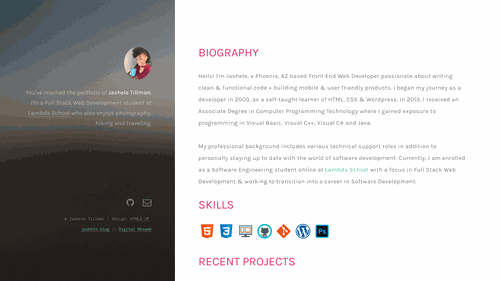 You've reached the portfolio of Jashele Tillman.
I'm a Full Stack Web Development student at
Lambda School who also enjoys photography,
hiking and traveling.
© Jashele Tillman | Design: HTML5 UP
jashele.blog :: Digital Resume
BIOGRAPHY
Hello! I'm Jashele, a Phoenix, AZ based Front End Web Developer passionate about writing
clean & functional code + building mobile & user friendly products. I began my journey as a
developer in 2003, as a self-taught learner of HTML, CSS & Wordpress. In 2013, I received an
Associate Degree in Computer Programming Technology where I gained exposure to
programming in Visual Basic, Visual C++, Visual C# and Java.
My professional background includes various technical support roles in addition to
personally staying up to date with the world of software development. Currently, I am enrolled
as a Software Engineering student online at Lambda School with a focus in Full Stack Web
Development & working to transition into a career in Software Development.
SKILLS
Ps
RECENT PROJECTS